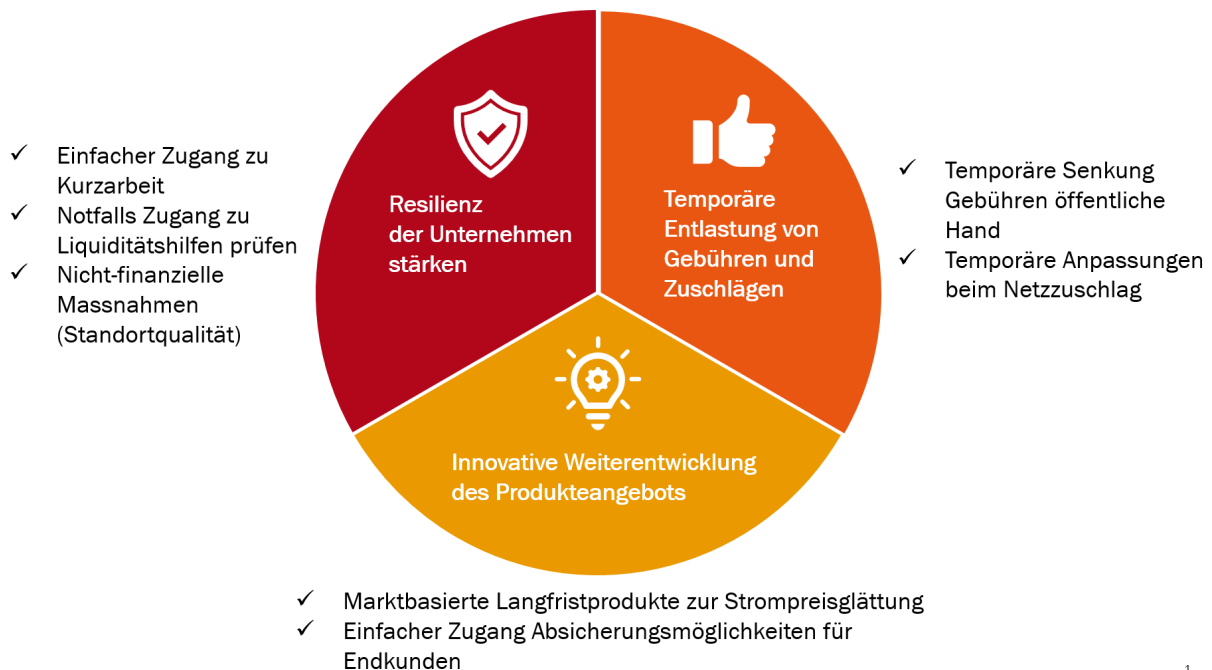 ✓ Einfacher Zugang zu
Kurzarbeit
✓ Notfalls Zugang zu
Liquiditätshilfen prüfen
✓ Nicht-finanzielle
Massnahmen
(Standortqualität)
Resilienz
der Unternehmen
stärken
Temporäre
Entlastung von
Gebühren und
Zuschlägen
✓ Temporäre Senkung
Gebühren öffentliche
Hand
✓ Temporäre Anpassungen
beim Netzzuschlag
Innovative Weiterentwicklung
des Produkteangebots
✓ Marktbasierte Langfristprodukte zur Strompreisglättung
✓ Einfacher Zugang Absicherungsmöglichkeiten für
Endkunden
1